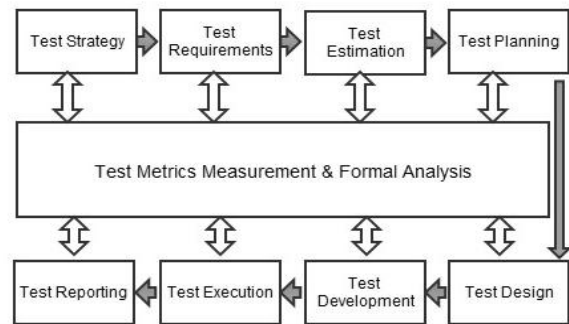 Test Strategy
Test
Requirements
Test
Estimation
Test Planning
Test Metrics Measurement & Formal Analysis
Test Reporting
Test Execution
Test
Development
Test Design